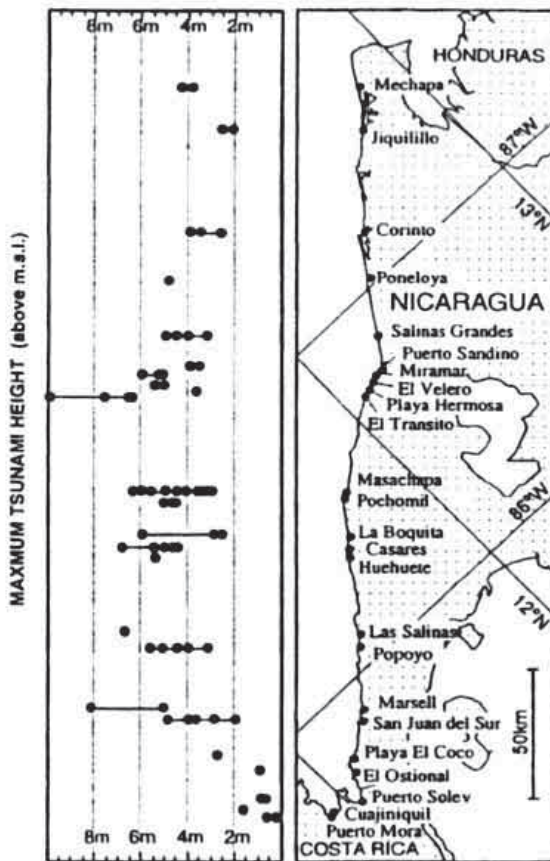 8m 6m 4m 2m
MAXMUM TSUNAMI HEIGHT (above m.s.l.)
8m 6m 4m 2m
HONDURAS
Mechapa
Jiquilillo
87°W
13°N
Corinto
Poneloya
NICARAGUA
Salinas Grandes
Puerto Sandino
Miramar
El Velero
Playa Hermosa
El Transito
Masachapa
Pochomil
86°W
La Boquita
Casares
Huehuete
12°N
Las Salinas
Popoyo
50km
Marsell
San Juan del Sur
Playa El Coco
El Ostional
Puerto Soley
Cuajiniquil
Puerto Mora
COSTA RICA